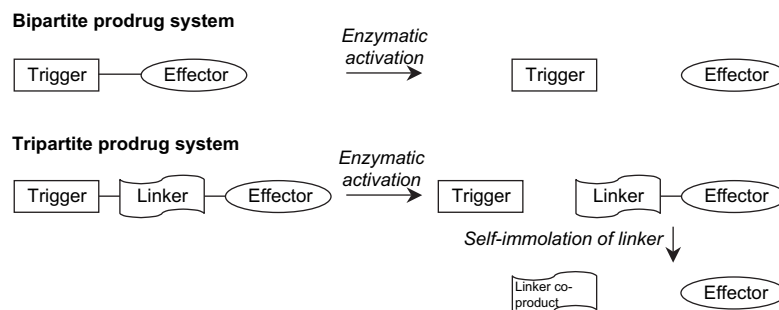 Bipartite prodrug system
Enzymatic
activation
Trigger
Effector
Trigger
Effector
Tripartite prodrug system
Enzymatic
activation
Trigger
Linker
Effector
Trigger
Linker
Effector
Self-immolation of linker
Linker co-
product
Effector